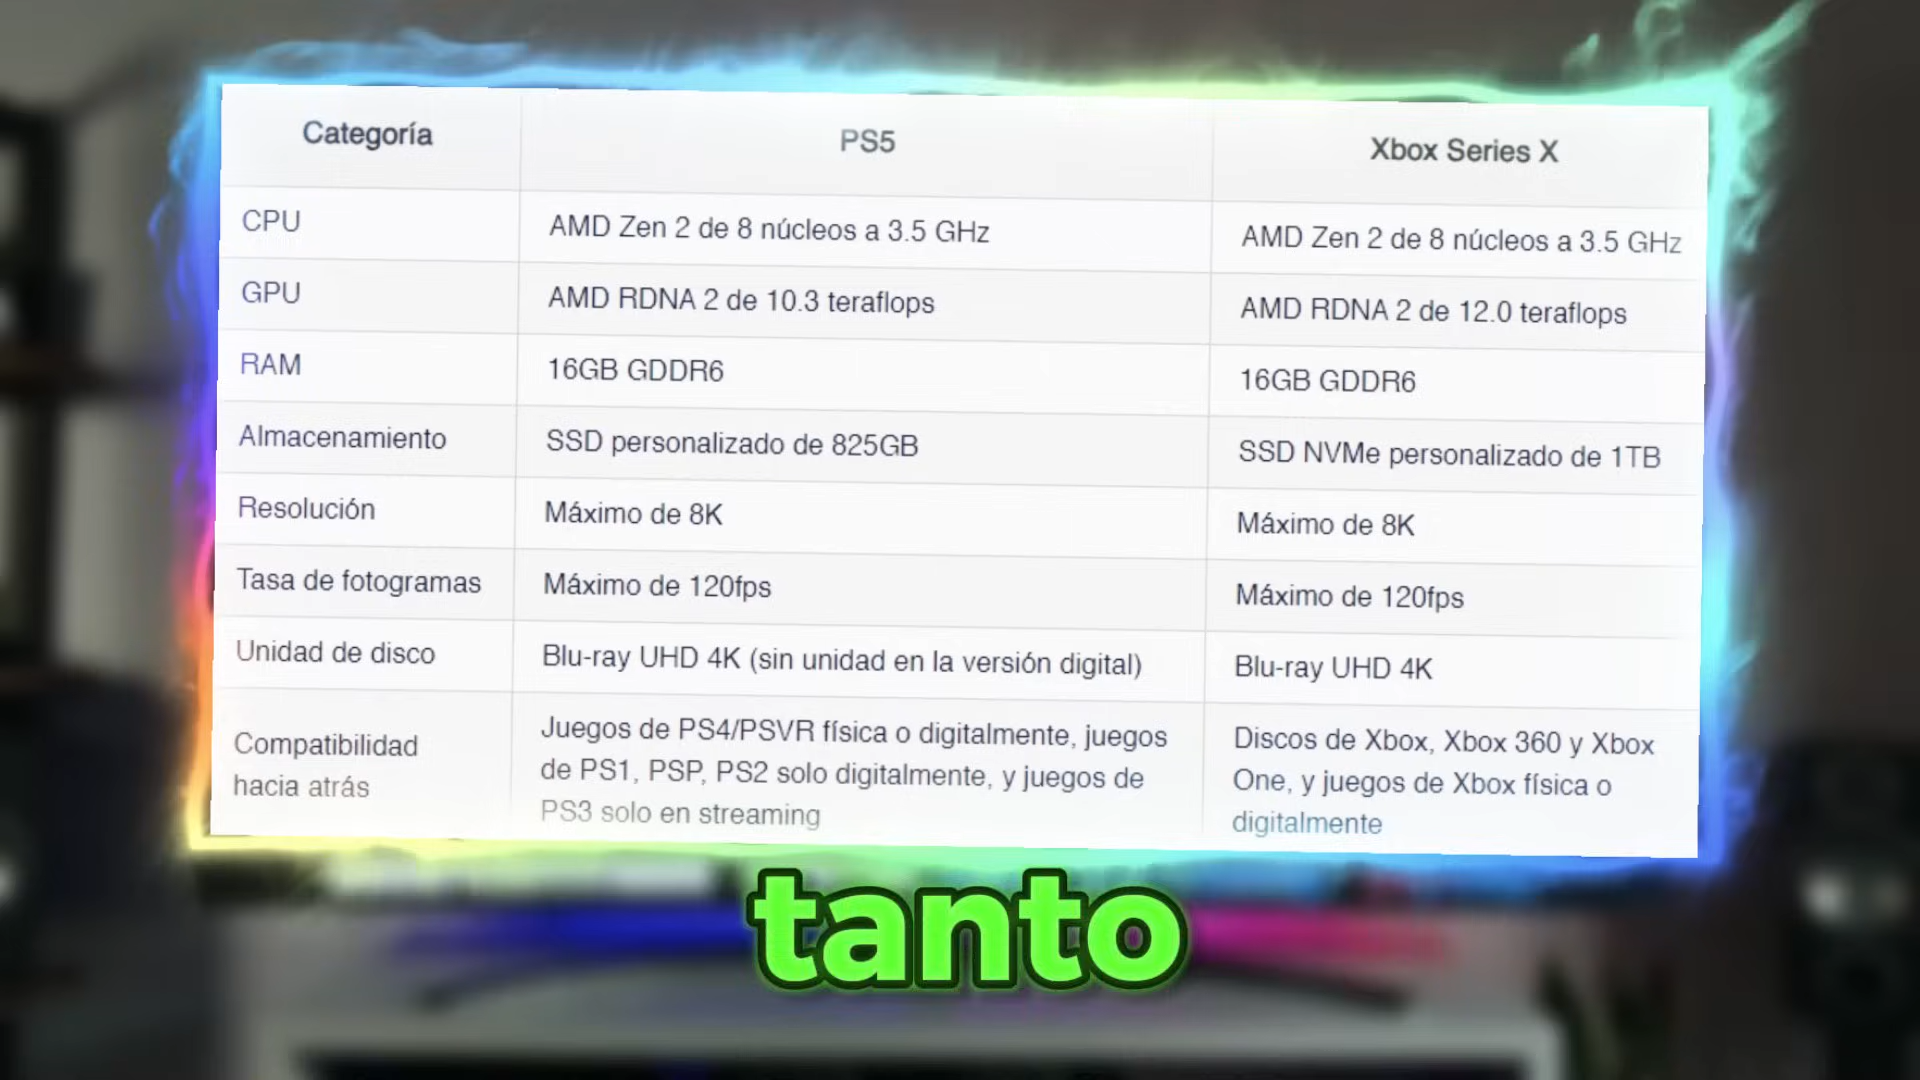 Categoría PS5 Xbox Series X
CPU AMD Zen 2 de 8 núcleos a 3.5 GHz AMD Zen 2 de 8 núcleos a 3.5 GHz
GPU AMD RDNA 2 de 10.3 teraflops AMD RDNA 2 de 12.0 teraflops
RAM 16GB GDDR6 16GB GDDR6
Almacenamiento SSD personalizado de 825GB SSD NVMe personalizado de 1TB
Resolución Máximo de 8K Máximo de 8K
Tasa de fotogramas Máximo de 120fps Máximo de 120fps
Unidad de disco Blu-ray UHD 4K (sin unidad en la versión digital) Blu-ray UHD 4K
Compatibilidad
hacia atrás
Juegos de PS4/PSVR física o digitalmente, juegos
de PS1, PSP, PS2 solo digitalmente, y juegos de
PS3 solo en streaming
Discos de Xbox, Xbox 360 y Xbox
One, y juegos de Xbox física o
digitalmente
tanto